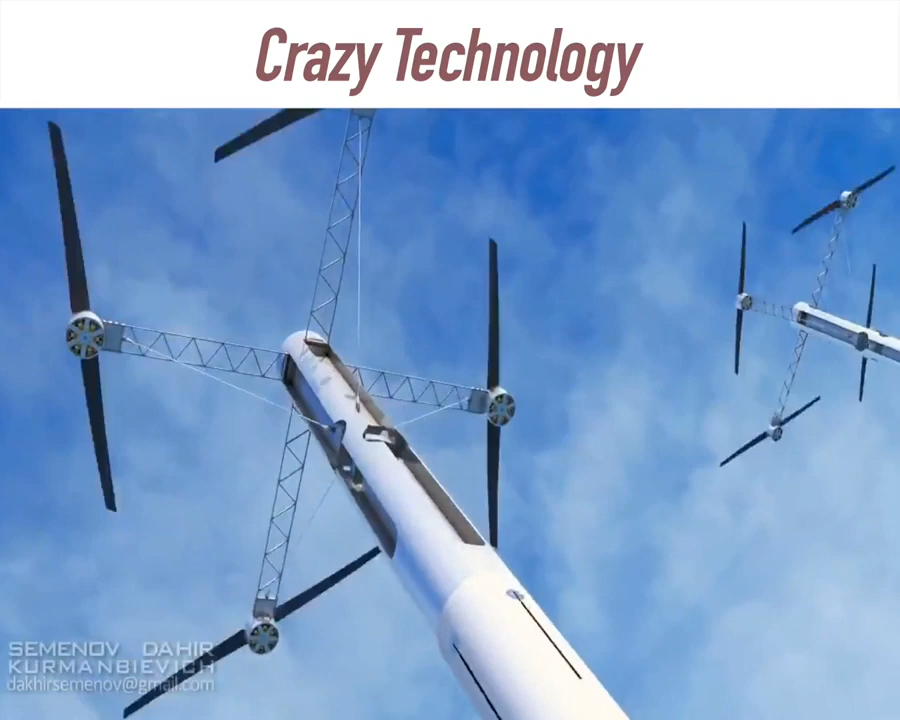 Crazy Technology
SEMENOV DAHIR
KURMANBIEVICH
dakhirsemenov@gmail.com